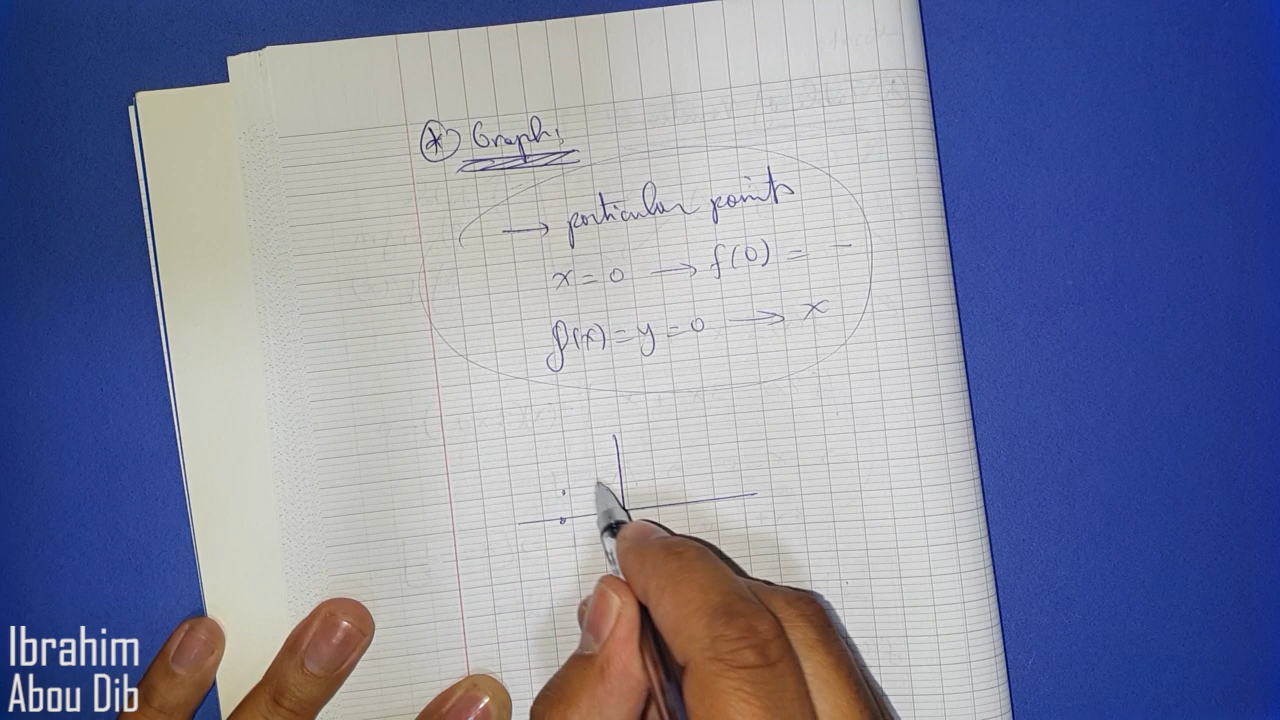 (*) Graph:
→ particular points
x = 0 → f(0) = —
f(x) = y = 0 → x
Ibrahim
Abou Dib